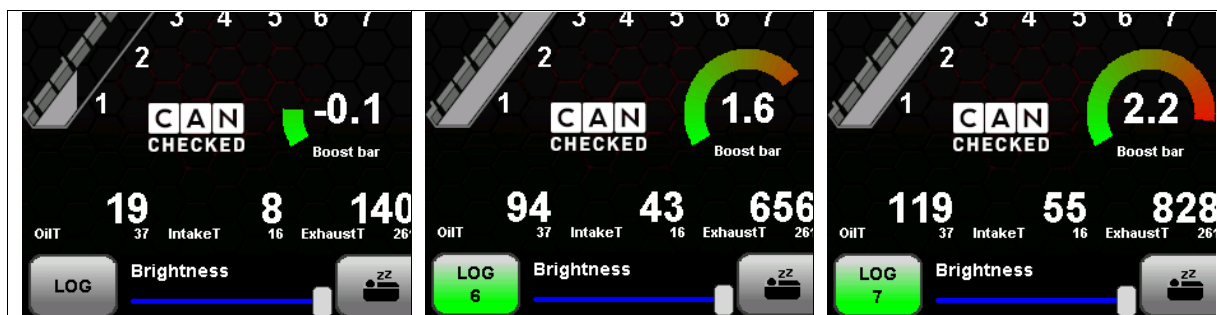 3 4 5 6 7
2
1
CAN
CHECKED
-0.1
Boost bar
19 8 140
OilT 37 IntakeT 16 ExhaustT
LOG
Brightness
zz
3 4 5 6 7
2
1
CAN
CHECKED
1.6
Boost bar
94 43 656
OilT 37 IntakeT 16 ExhaustT
LOG
6
Brightness
zz
3 4 5 6 7
2
1
CAN
CHECKED
2.2
Boost bar
119 55 828
OilT 37 IntakeT 16 ExhaustT
LOG
7
Brightness
zz